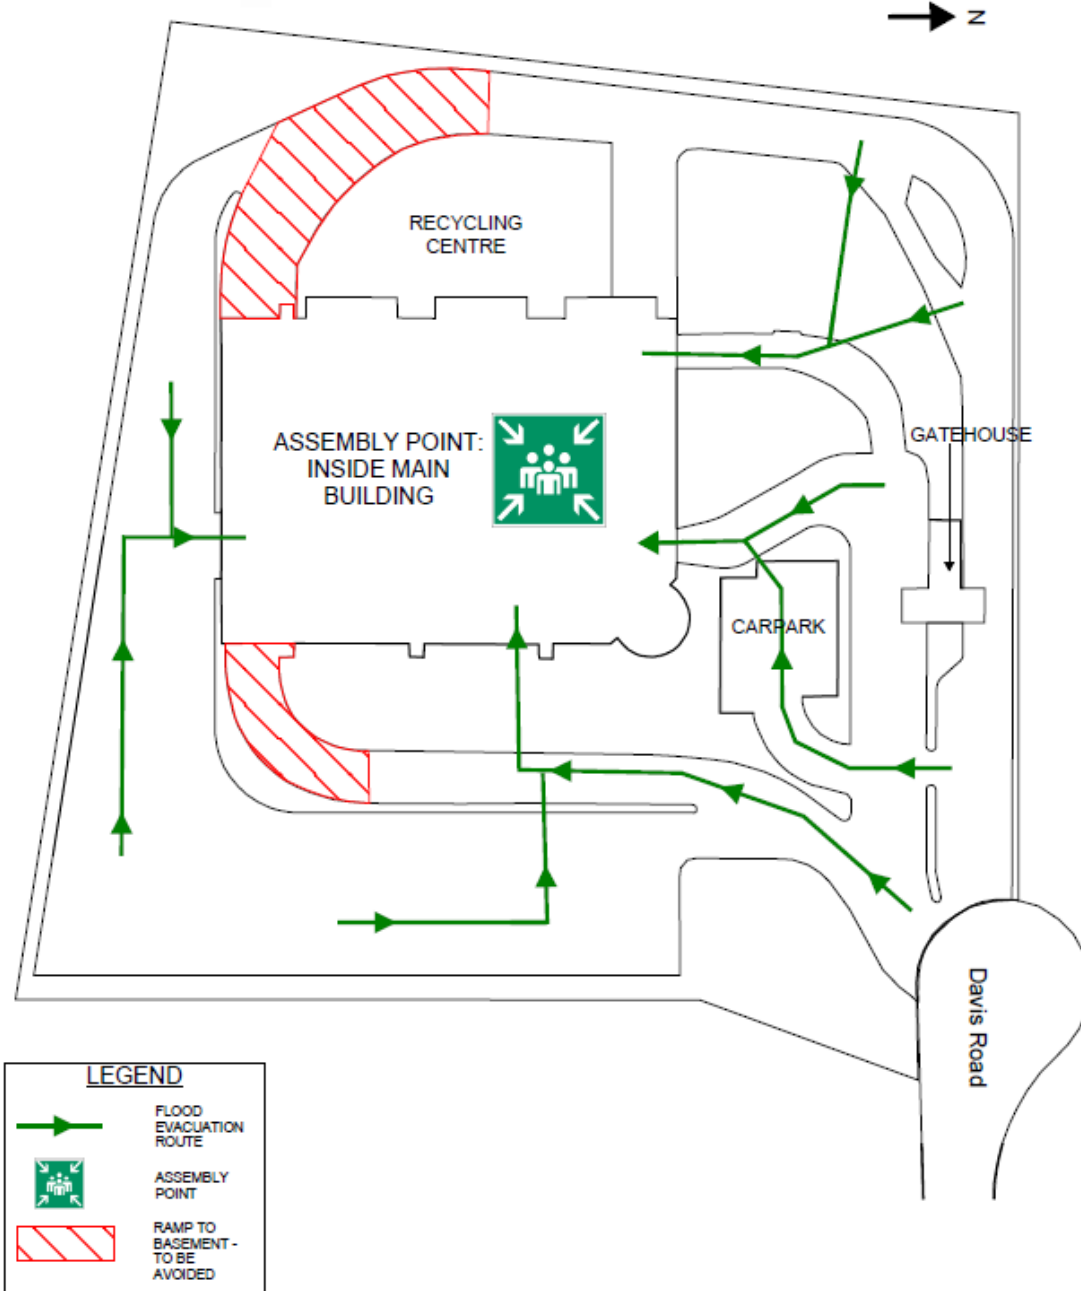 N
RECYCLING
CENTRE
GATEHOUSE
ASSEMBLY POINT:
INSIDE MAIN
BUILDING
CARPARK
Davis Road
LEGEND
FLOOD
EVACUATION
ROUTE
ASSEMBLY
POINT
RAMP TO
BASEMENT -
TO BE
AVOIDED